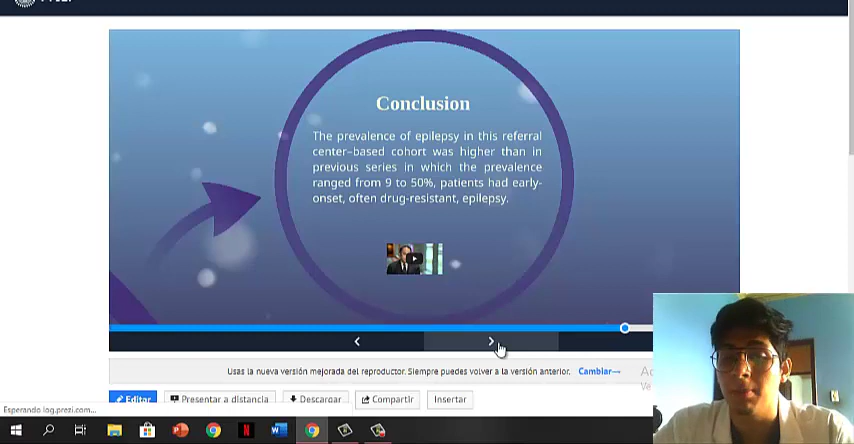 Conclusion
The prevalence of epilepsy in this referral
center–based cohort was higher than in
previous series in which the prevalence
ranged from 9 to 50%, patients had early-
onset, often drug-resistant, epilepsy.
Usas la nueva versión mejorada del reproductor. Siempre puedes volver a la versión anterior. Cambiar→
Editor Presentar a distancia Descargar Compartir Insertar
Esperando log.prezi.com...